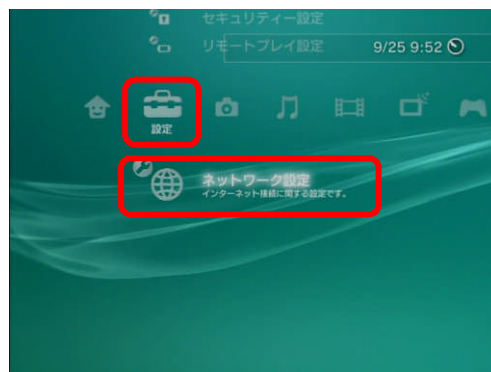 セキュリティー設定
リモートプレイ設定
9/25 9:52
設定
ネットワーク設定
インターネット接続に関する設定です。